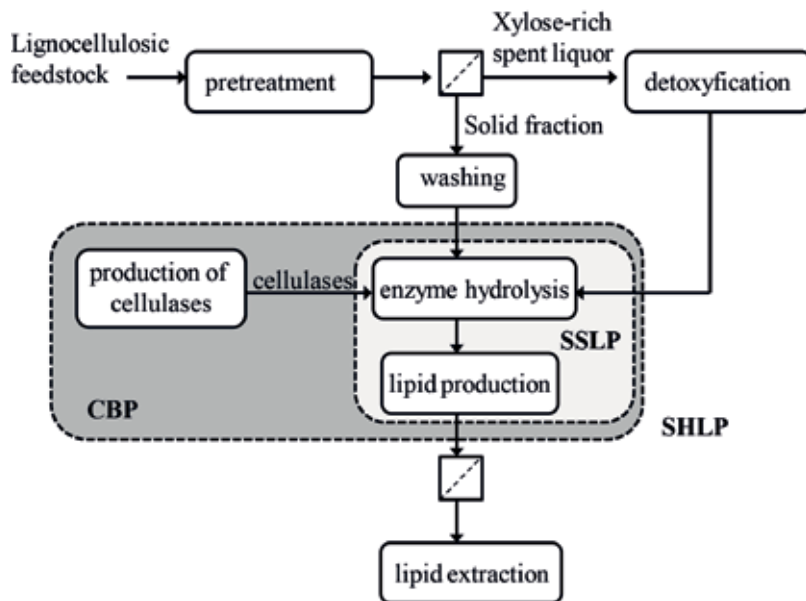 Lignocellulosic
feedstock
pretreatment
Xylose-rich
spent liquor
detoxyfication
Solid fraction
washing
production of
cellulases
cellulases
enzyme hydrolysis
SSLP
lipid production
CBP
SHLP
lipid extraction